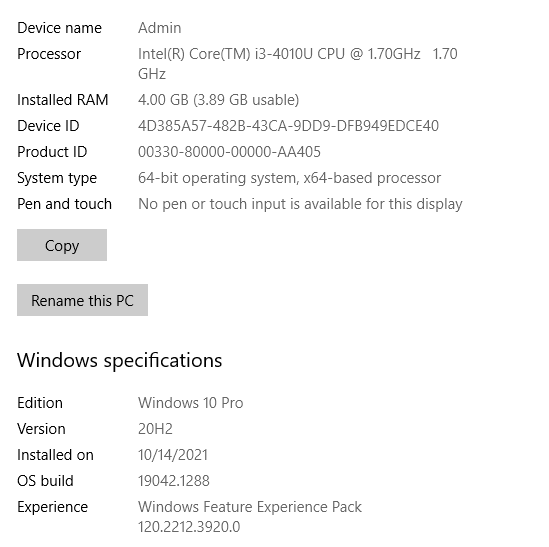 Device name Admin
Processor Intel(R) Core(TM) i3-4010U CPU @ 1.70GHz 1.70
GHz
Installed RAM 4.00 GB (3.89 GB usable)
Device ID 4D385A57-482B-43CA-9DD9-DFB949EDCE40
Product ID 00330-80000-00000-AA405
System type 64-bit operating system, x64-based processor
Pen and touch No pen or touch input is available for this display
Copy
Rename this PC
Windows specifications
Edition Windows 10 Pro
Version 20H2
Installed on 10/14/2021
OS build 19042.1288
Experience Windows Feature Experience Pack
120.2212.3920.0